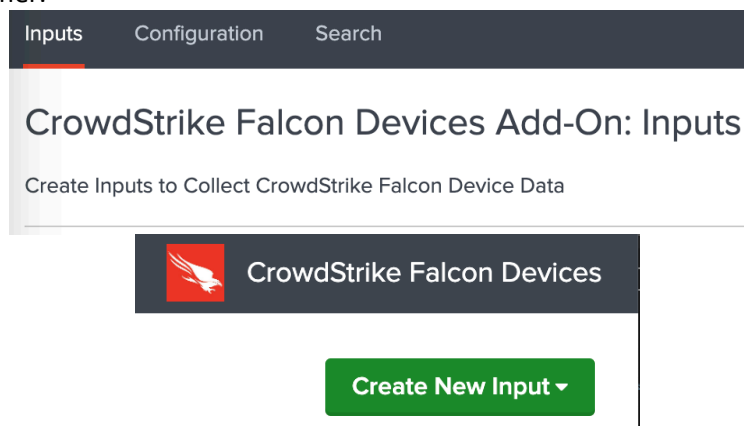 Inputs Configuration Search
CrowdStrike Falcon Devices Add-On: Inputs
Create Inputs to Collect CrowdStrike Falcon Device Data
CrowdStrike Falcon Devices
Create New Input